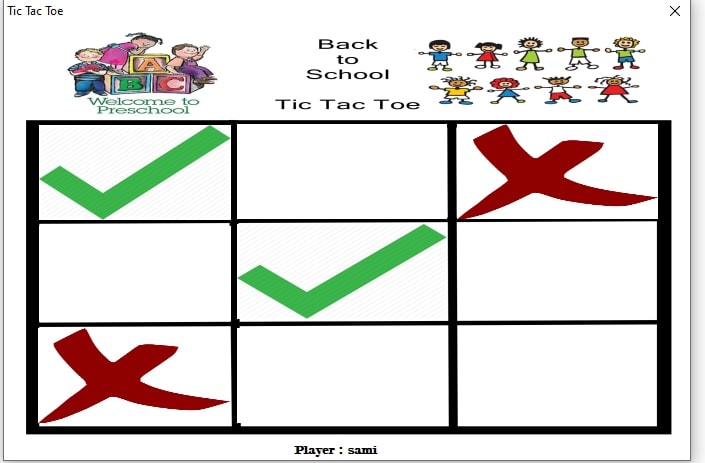 Tic Tac Toe
A
B C
Welcome to
Preschool
Back
to
School
Tic Tac Toe
Player : sami